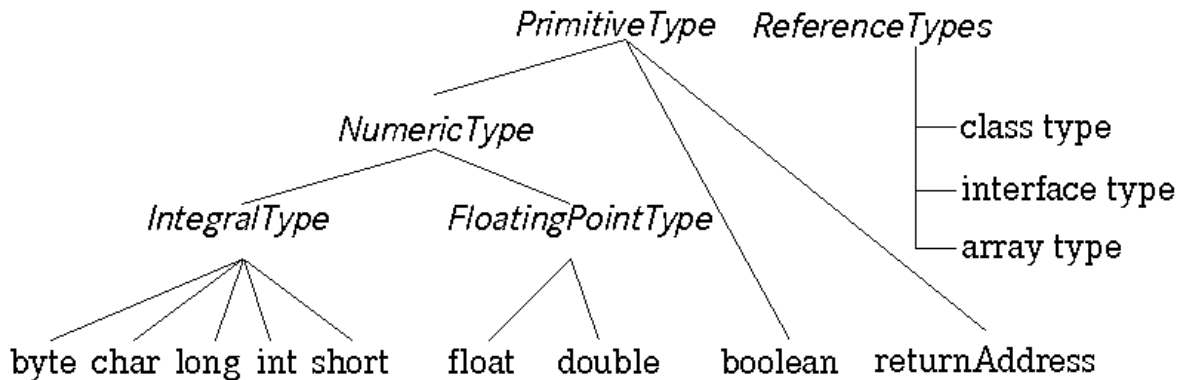 PrimitiveType ReferenceTypes
NumericType
class type
interface type
IntegralType FloatingPointType
array type
byte char long int short float double boolean returnAddress